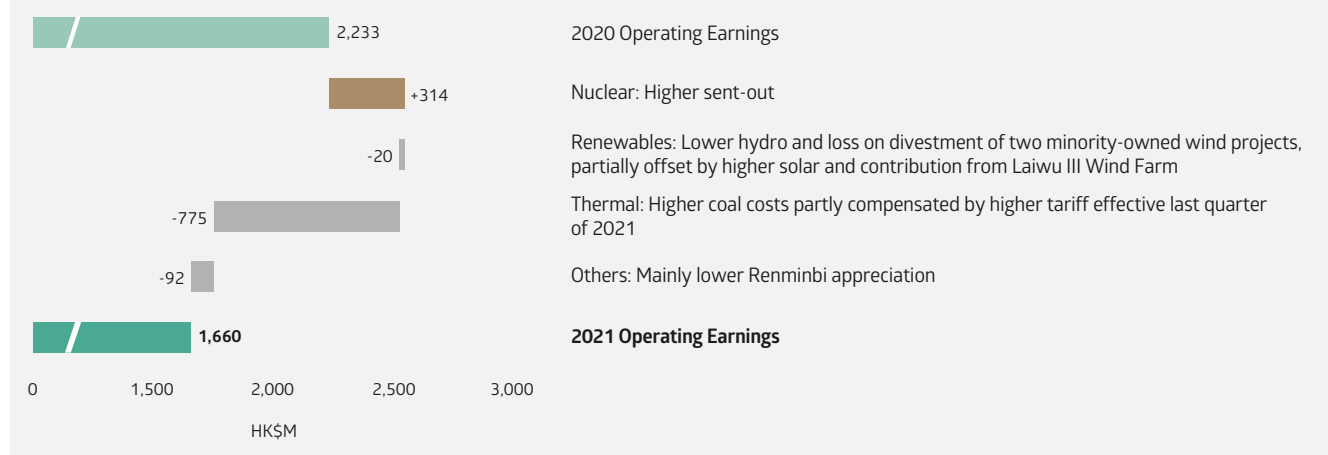 2,233 2020 Operating Earnings
+314 Nuclear: Higher sent-out
-20 Renewables: Lower hydro and loss on divestment of two minority-owned wind projects,
partially offset by higher solar and contribution from Laiwu III Wind Farm
-775 Thermal: Higher coal costs partly compensated by higher tariff effective last quarter
of 2021
-92 Others: Mainly lower Renminbi appreciation
1,660 2021 Operating Earnings
0 1,500 2,000 2,500 3,000
HK$M